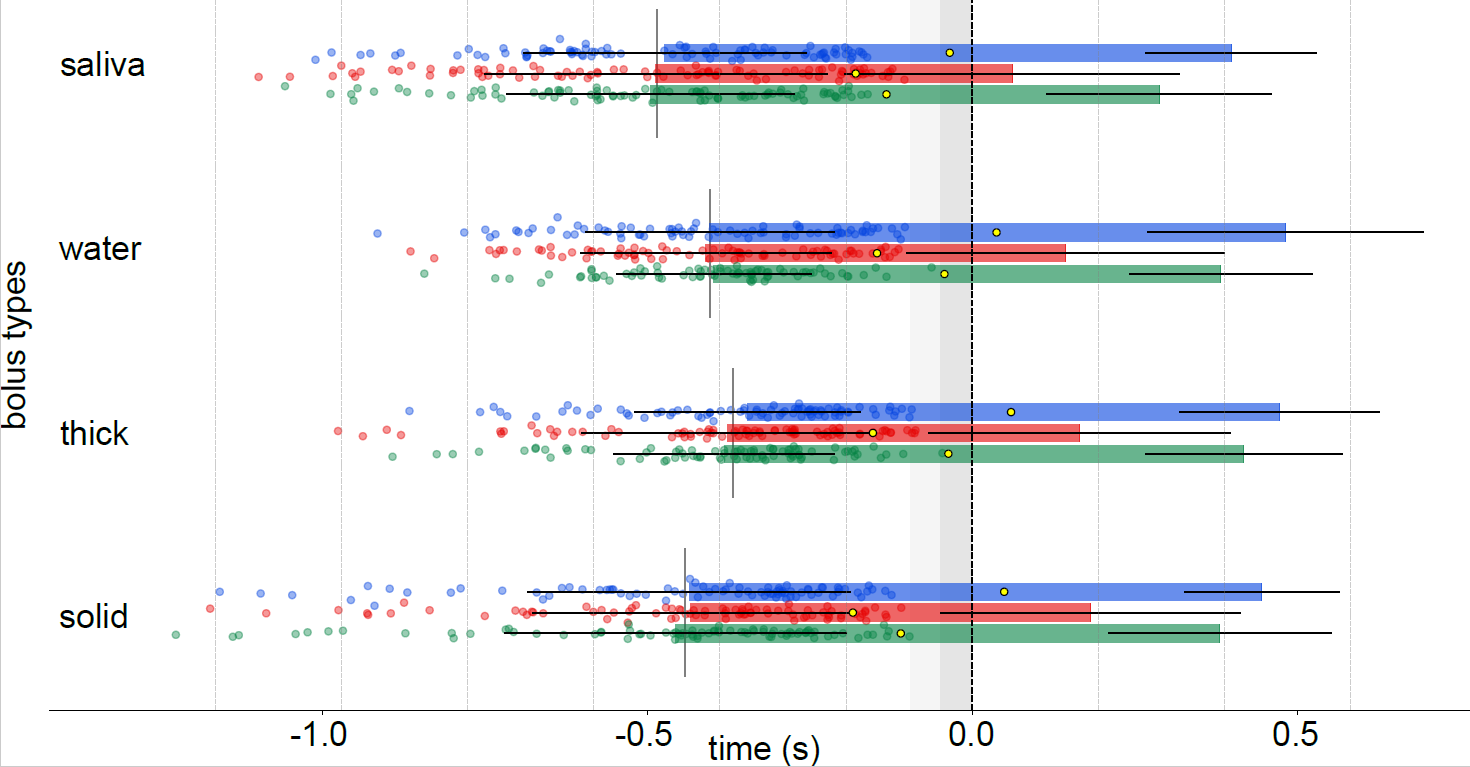 saliva
water
thick
solid
bolus types
-1.0
-0.5
0.0
0.5
time (s)